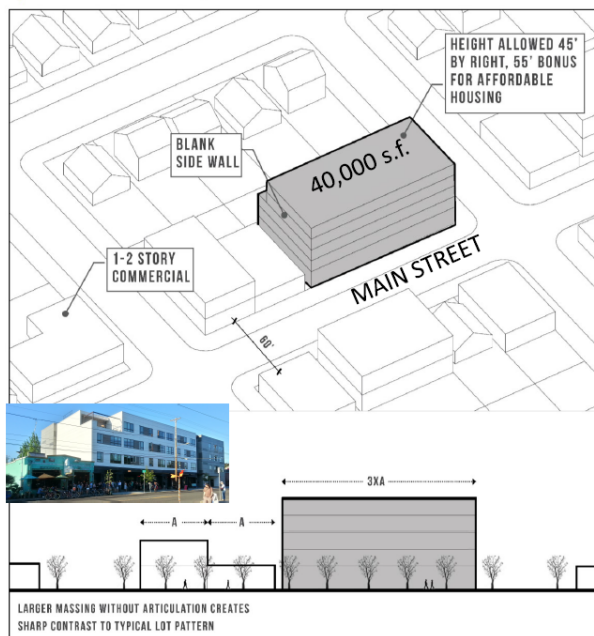 HEIGHT ALLOWED 45'
BY RIGHT, 55' BONUS
FOR AFFORDABLE
HOUSING
BLANK
SIDE WALL
40,000 s.f.
1-2 STORY
COMMERCIAL
MAIN STREET
60'
3XA
A
A
LARGER MASSING WITHOUT ARTICULATION CREATES
SHARP CONTRAST TO TYPICAL LOT PATTERN